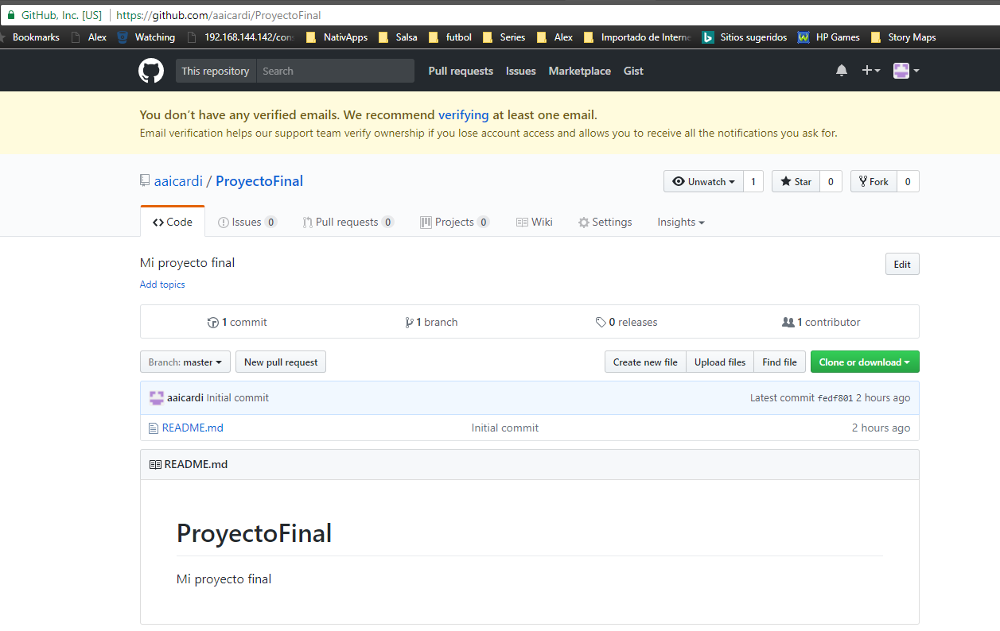 GitHub, Inc. [US] https://github.com/aaicardi/ProyectoFinal
Bookmarks Alex Watching 192.168.144.142/con NativApps Salsa futbol Series Alex Importado de Interne Sitios sugeridos HP Games Story Maps
This repository Search Pull requests Issues Marketplace Gist
You don't have any verified emails. We recommend verifying at least one email.
Email verification helps our support team verify ownership if you lose account access and allows you to receive all the notifications you ask for.
aaicardi / ProyectoFinal Unwatch 1 Star 0 Fork 0
Code Issues 0 Pull requests 0 Projects 0 Wiki Settings Insights
Mi proyecto final Edit
Add topics
1 commit 1 branch 0 releases 1 contributor
Branch: master New pull request Create new file Upload files Find file Clone or download
aaicardi Initial commit Latest commit fedf801 2 hours ago
README.md Initial commit 2 hours ago
README.md
ProyectoFinal
Mi proyecto final